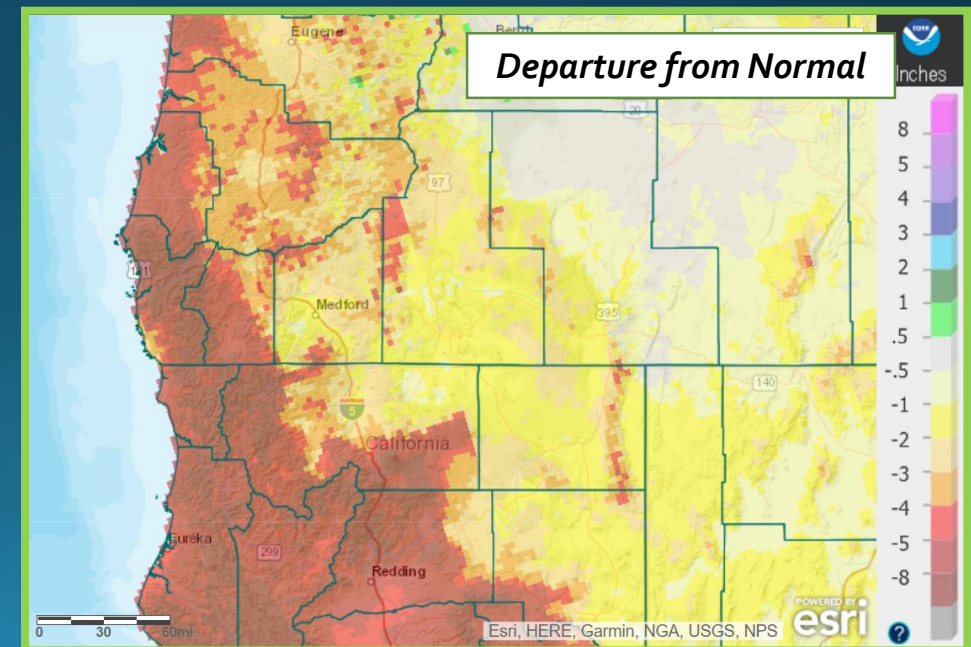 Eugene
Departure from Normal
Inches
20
97
8
5
4
3
2
1
.5
-.5
-1
-2
-3
-4
-5
-8
101
Medford
395
140
5
California
Eureka
299
Redding
0 30 60mi
Esri, HERE, Garmin, NGA, USGS, NPS
POWERED BY
esri
?